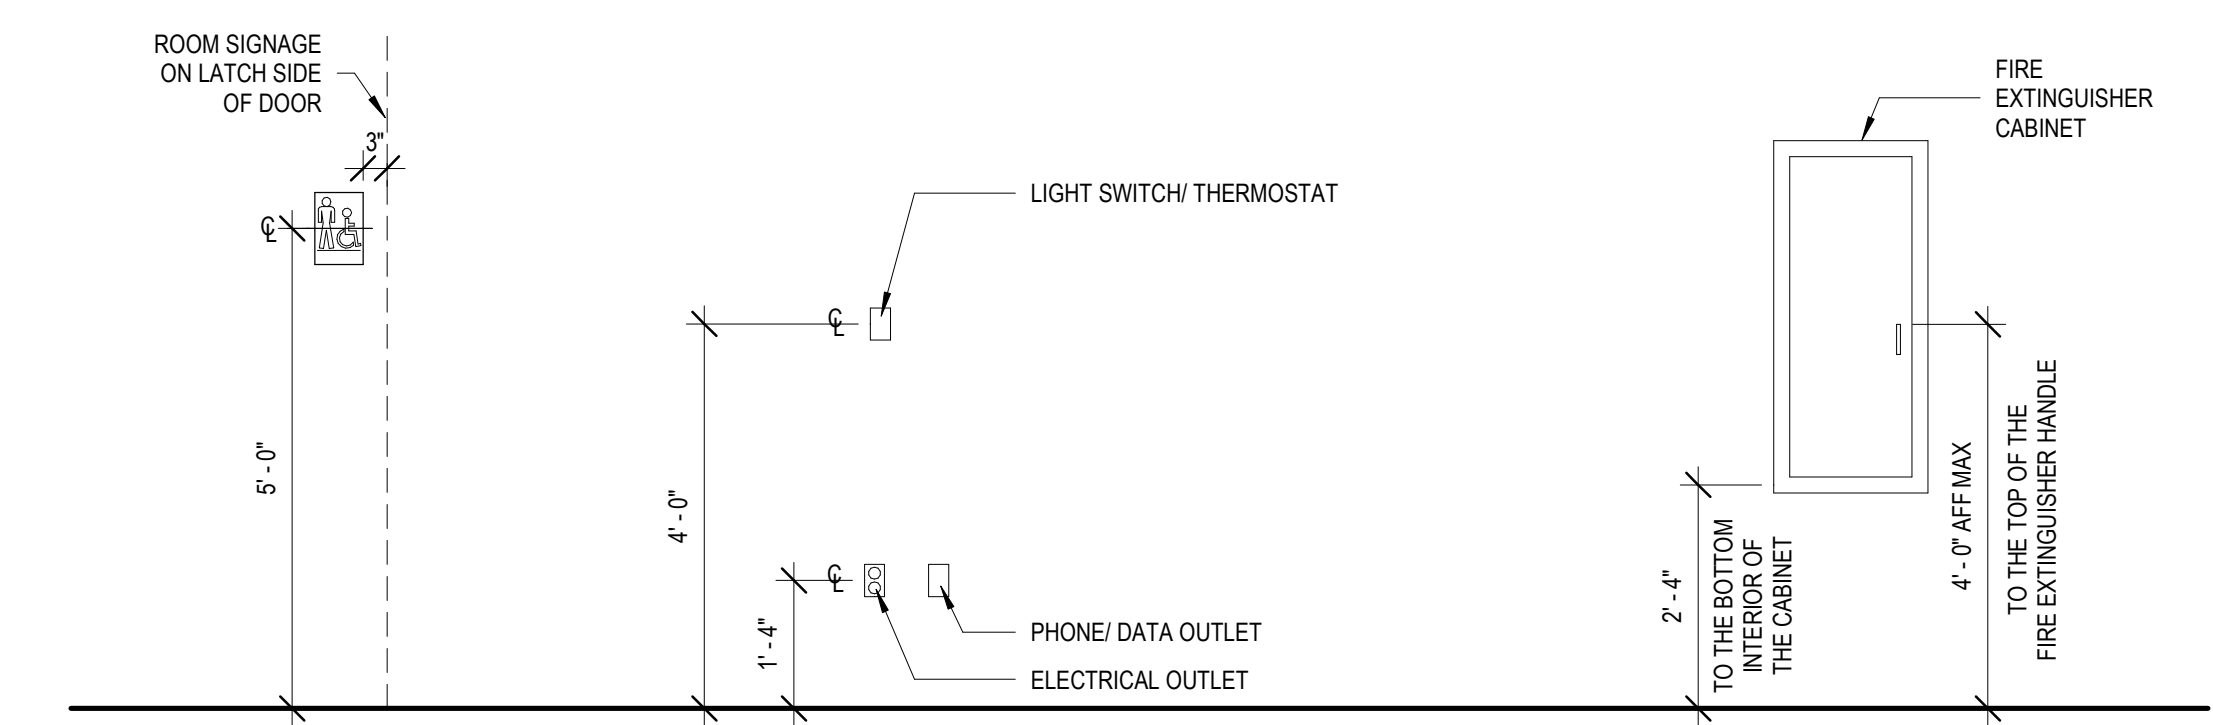 ROOM SIGNAGE
ON LATCH SIDE
OF DOOR
3"
℄
5' - 0"
LIGHT SWITCH/ THERMOSTAT
℄
4' - 0"
℄
1' - 4"
PHONE/ DATA OUTLET
ELECTRICAL OUTLET
FIRE
EXTINGUISHER
CABINET
2' - 4"
TO THE BOTTOM
INTERIOR OF
THE CABINET
4' - 0" AFF MAX
TO THE TOP OF THE
FIRE EXTINGUISHER HANDLE